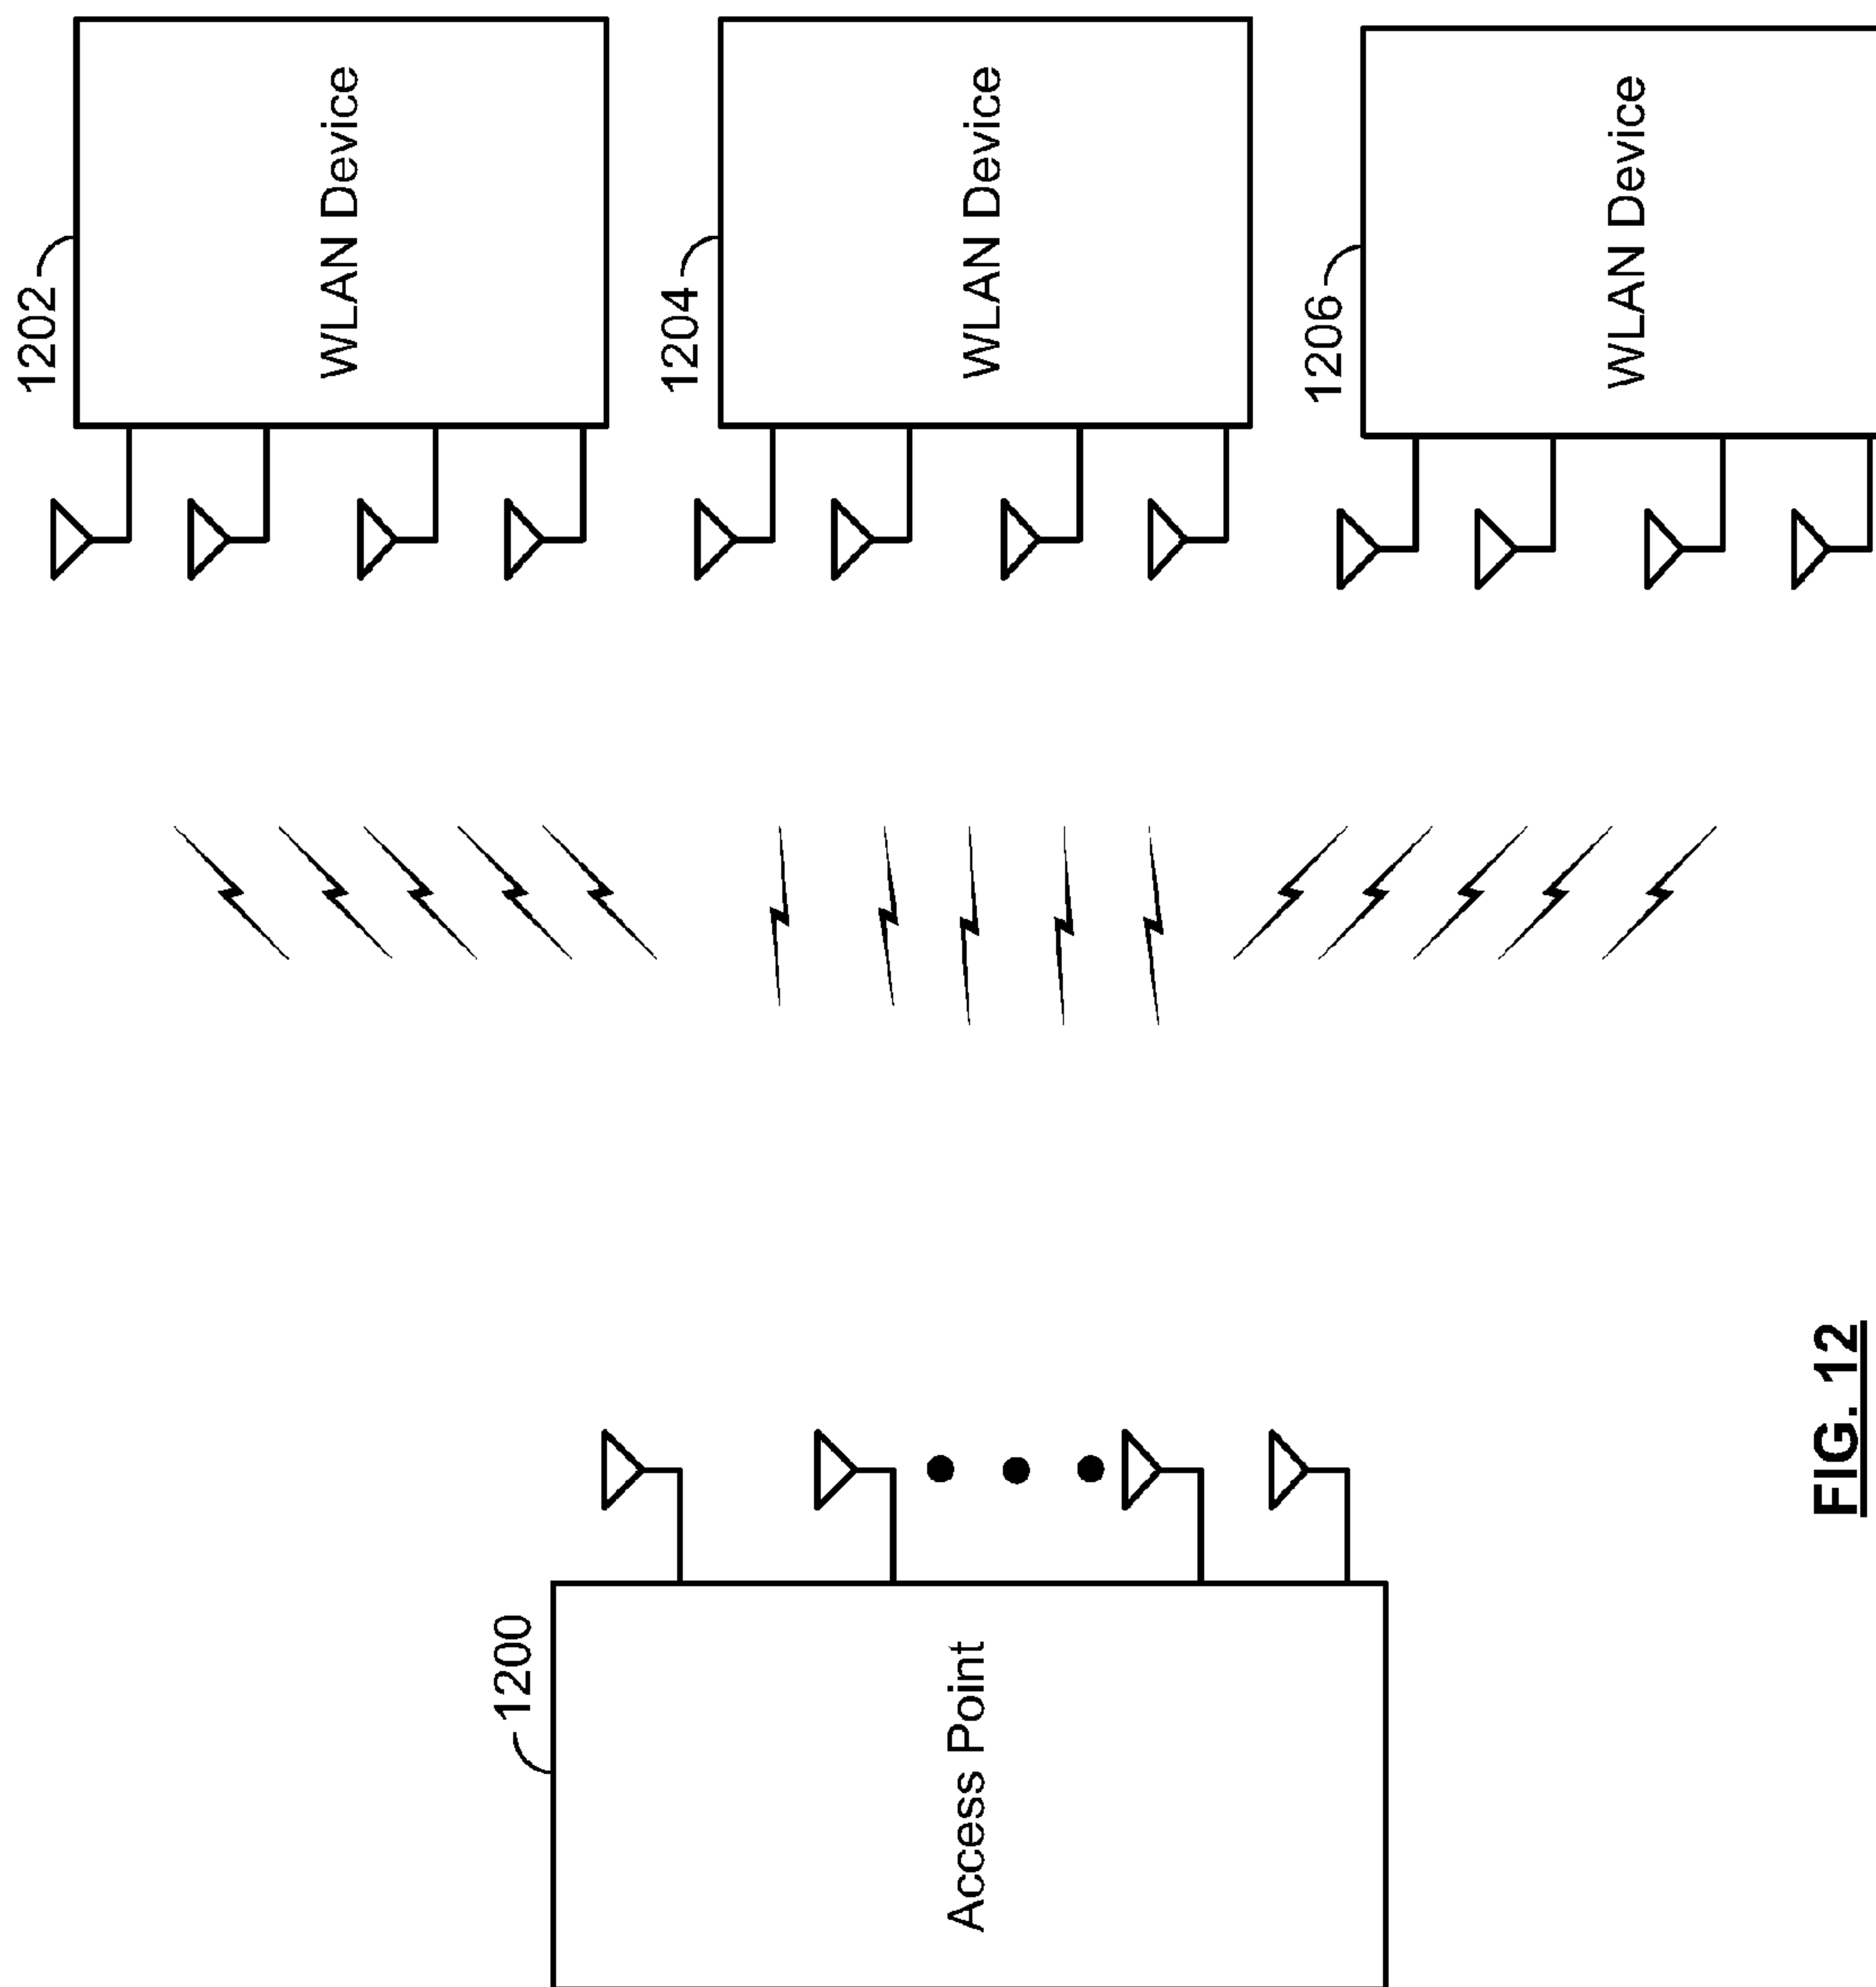 1200
Access Point
1202
WLAN Device
1204
WLAN Device
1206
WLAN Device
FIG. 12